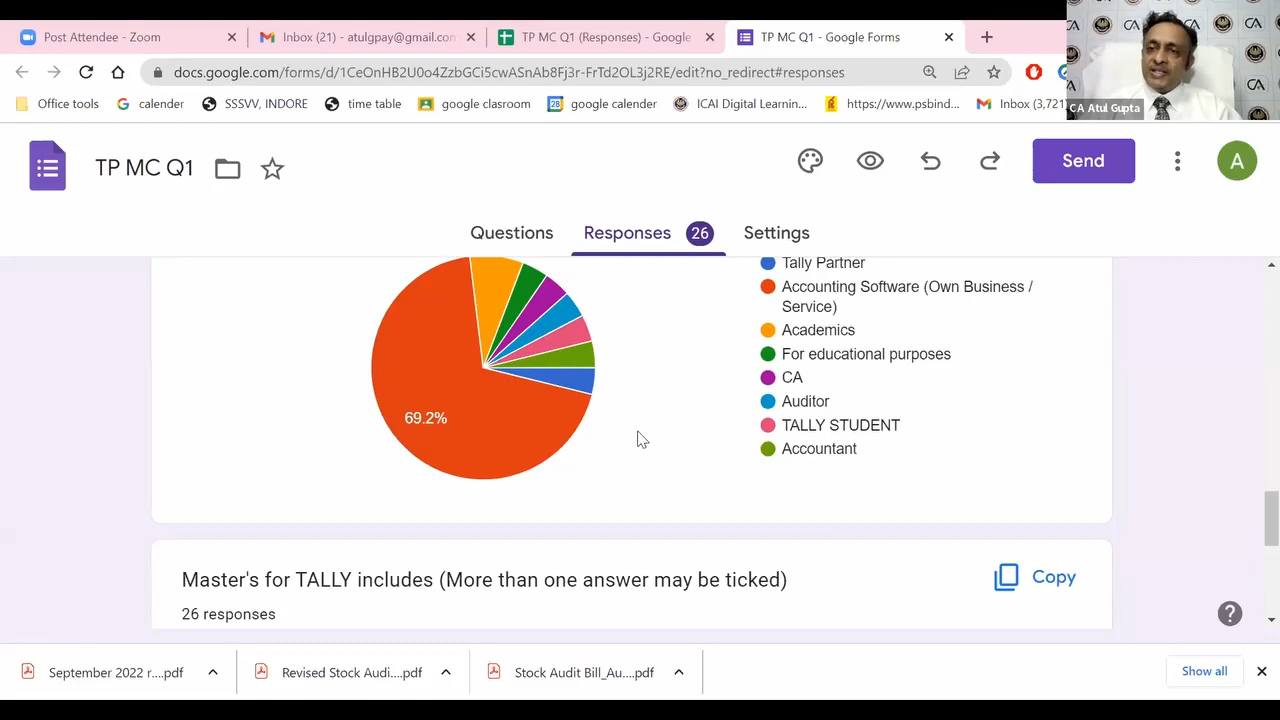 Post Attendee - Zoom
Inbox (21) - atulgpay@gmail.con
TP MC Q1 (Responses) - Google
TP MC Q1 - Google Forms
docs.google.com/forms/d/1CeOnHB2U0o4ZzbGCi5cwASnAb8Fj3r-FrTd2OL3j2RE/edit?no_redirect#responses
CA Atul Gupta
Office tools
calender
SSSVV, INDORE
time table
google clasroom
google calender
ICAI Digital Learnin...
https://www.psbind...
Inbox (3,721
TP MC Q1
Send
A
Questions
Responses 26
Settings
Tally Partner
Accounting Software (Own Business /
Service)
Academics
For educational purposes
CA
Auditor
TALLY STUDENT
Accountant
69.2%
Master's for TALLY includes (More than one answer may be ticked)
Copy
26 responses
September 2022 r....pdf
Revised Stock Audi....pdf
Stock Audit Bill_Au....pdf
Show all